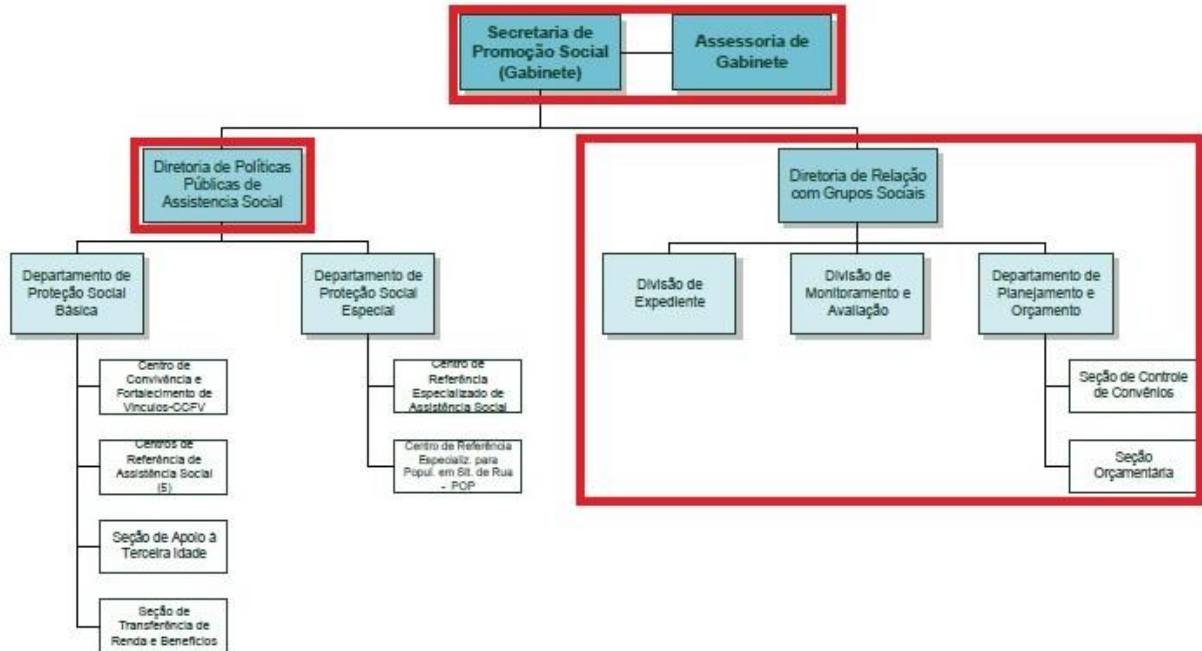 Secretaria de
Promoção Social
(Gabinete)
Assessoria de
Gabinete
Diretoria de Políticas
Públicas de
Assistencia Social
Diretoria de Relação
com Grupos Sociais
Departamento de
Proteção Social
Básica
Departamento de
Proteção Social
Especial
Divisão de
Expediente
Divisão de
Monitoramento e
Avaliação
Departamento de
Planejamento e
Orçamento
Centro de
Convivência e
Fortalecimento de
Vínculos-CCFV
Centros de
Referência de
Assistência Social
(5)
Seção de Apoio à
Terceira Idade
Seção de
Transferência de
Renda e Benefícios
Centro de
Referência
Especializado de
Assistência Social
Centro de Referência
Especializ. para
Popul. em Sit. de Rua
- POP
Seção de Controle
de Convênios
Seção
Orçamentária